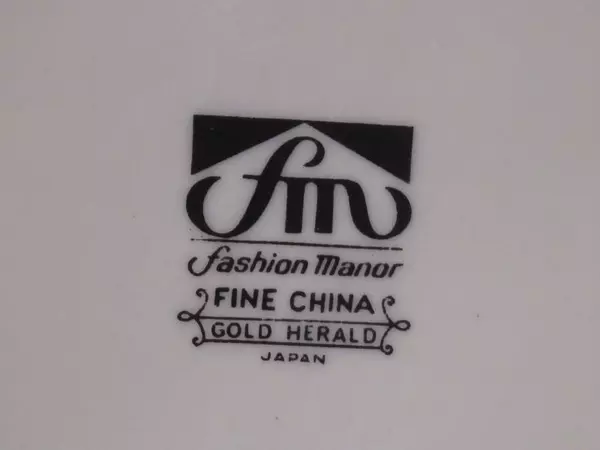 fm
fashion Manor
FINE CHINA
GOLD HERALD
JAPAN